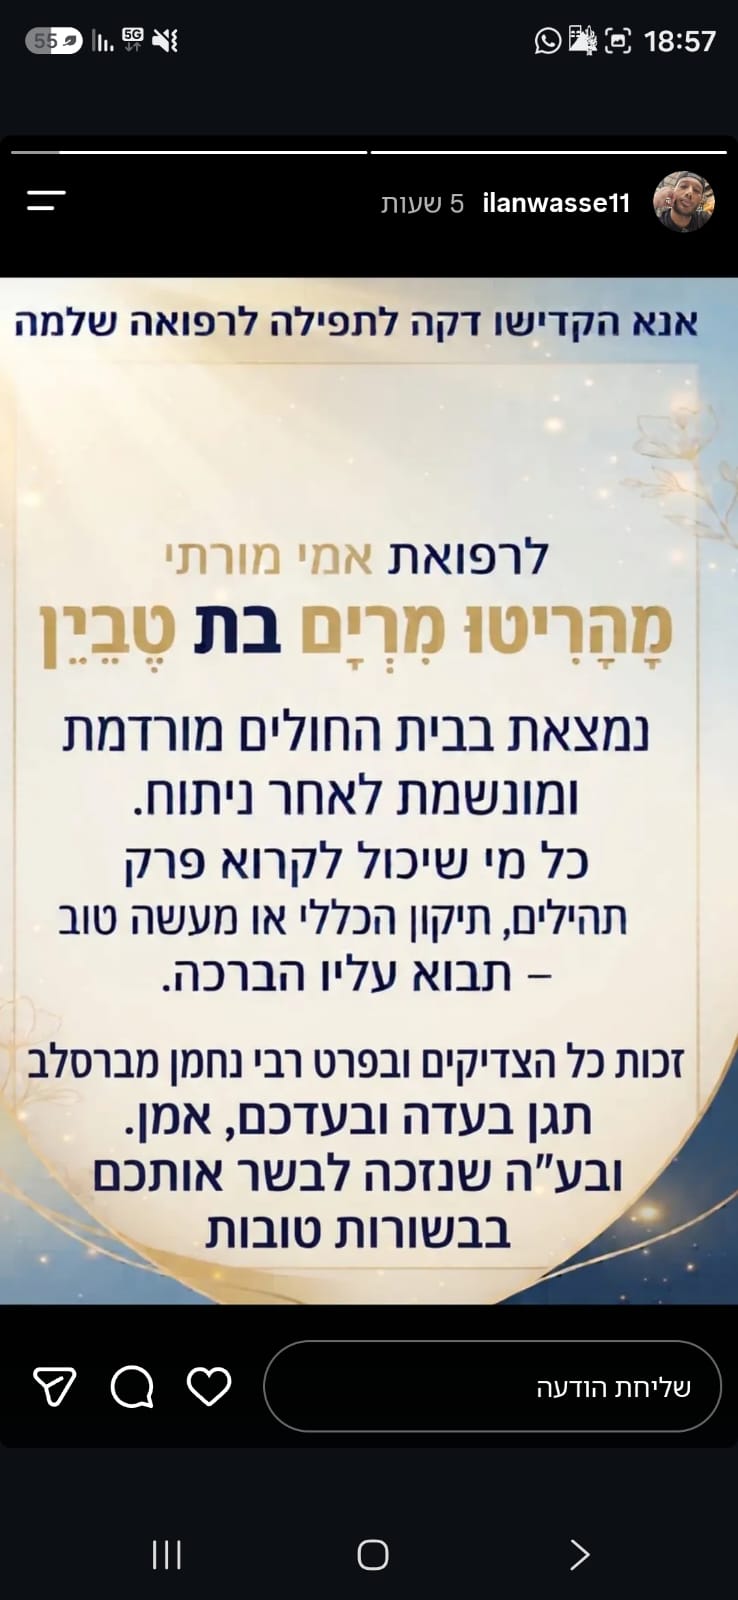 18:57
55
5G
ilanwasse11 5 שעות
אנא הקדישו דקה לתפילה לרפואה שלמה
לרפואת אמי מורתי
מָהָרִיטוּ מִרְיָם בת טֶבֵיֵין
נמצאת בבית החולים מורדמת
ומונשמת לאחר ניתוח.
כל מי שיכול לקרוא פרק
תהילים, תיקון הכללי או מעשה טוב
– תבוא עליו הברכה.
זכות כל הצדיקים ובפרט רבי נחמן מברסלב
תגן בעדה ובעדכם, אמן.
ובע"ה שנזכה לבשר אותכם
בבשורות טובות
שליחת הודעה